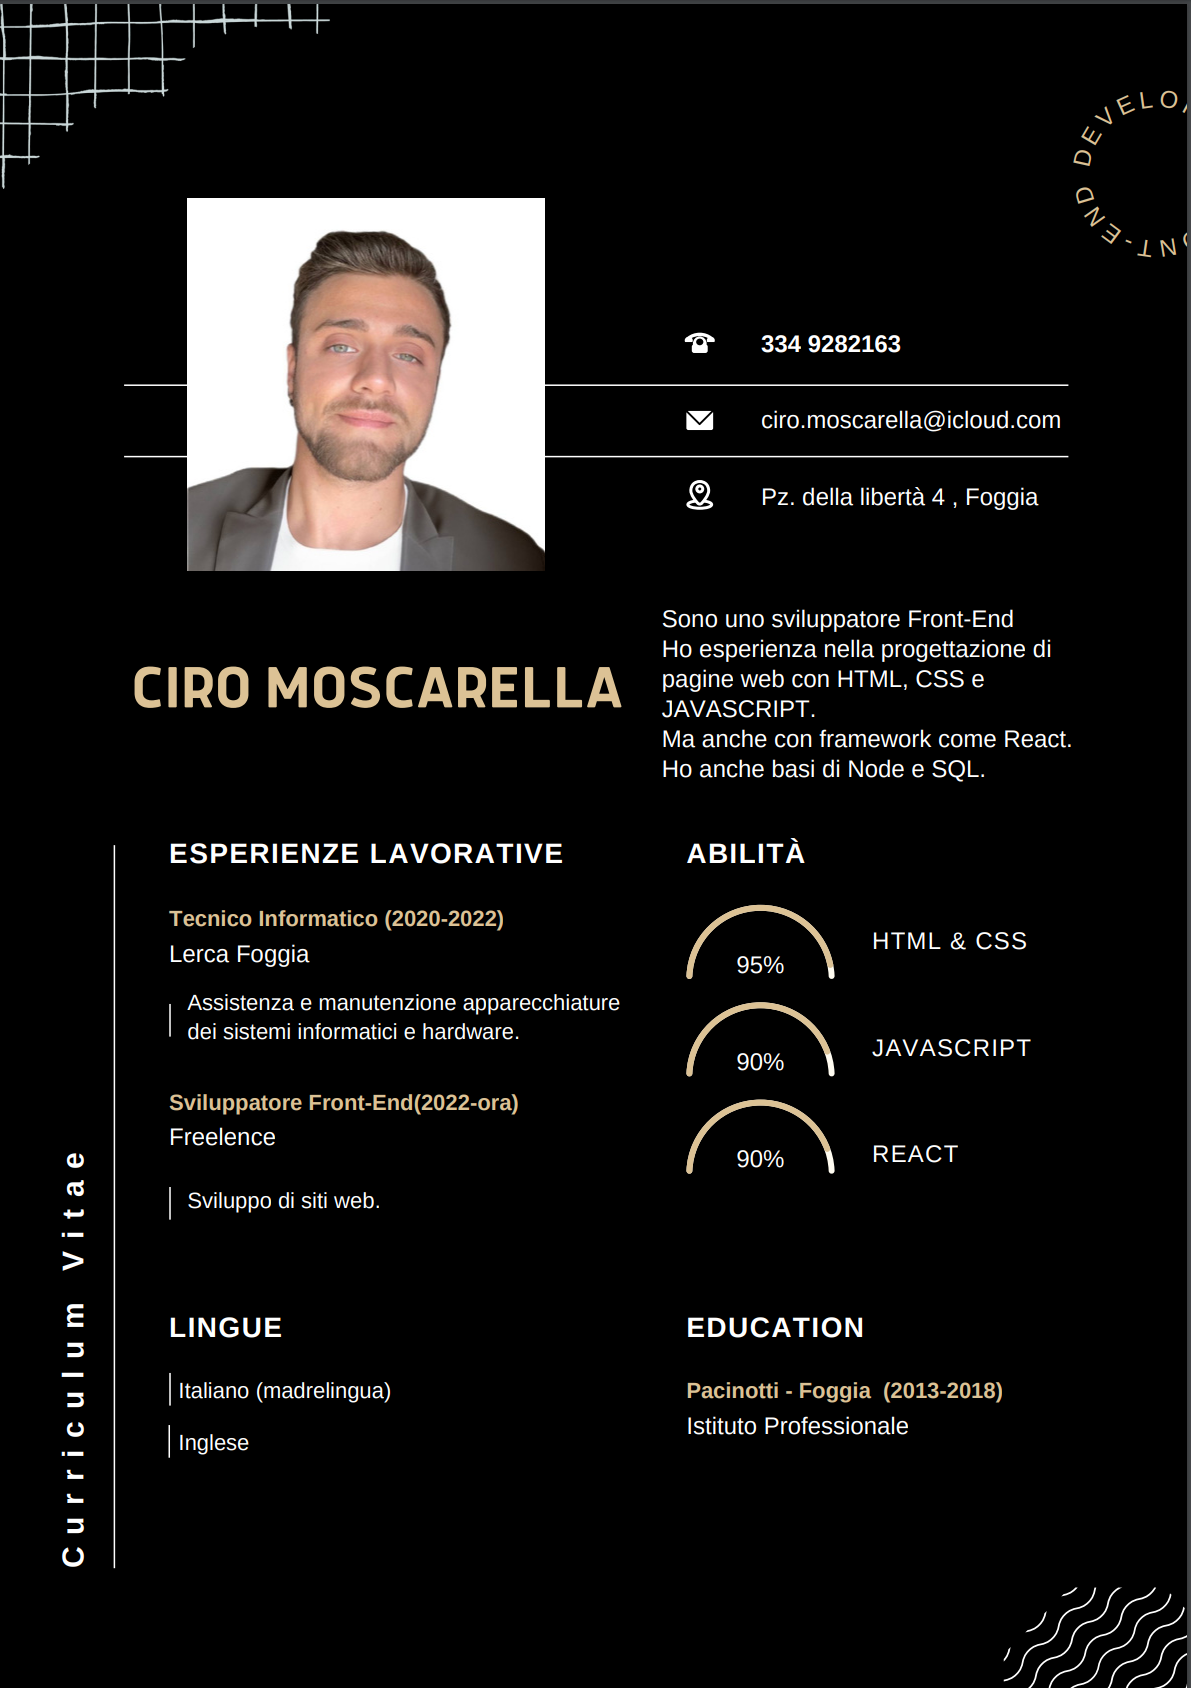 DEVELO
ONT-END
334 9282163
ciro.moscarella@icloud.com
Pz. della libertà 4 , Foggia
CIRO MOSCARELLA
Sono uno sviluppatore Front-End
Ho esperienza nella progettazione di
pagine web con HTML, CSS e
JAVASCRIPT.
Ma anche con framework come React.
Ho anche basi di Node e SQL.
Curriculum Vitae
ESPERIENZE LAVORATIVE
Tecnico Informatico (2020-2022)
Lerca Foggia
Assistenza e manutenzione apparecchiature
dei sistemi informatici e hardware.
Sviluppatore Front-End(2022-ora)
Freelence
Sviluppo di siti web.
ABILITÀ
95%
HTML & CSS
90%
JAVASCRIPT
90%
REACT
LINGUE
Italiano (madrelingua)
Inglese
EDUCATION
Pacinotti - Foggia  (2013-2018)
Istituto Professionale